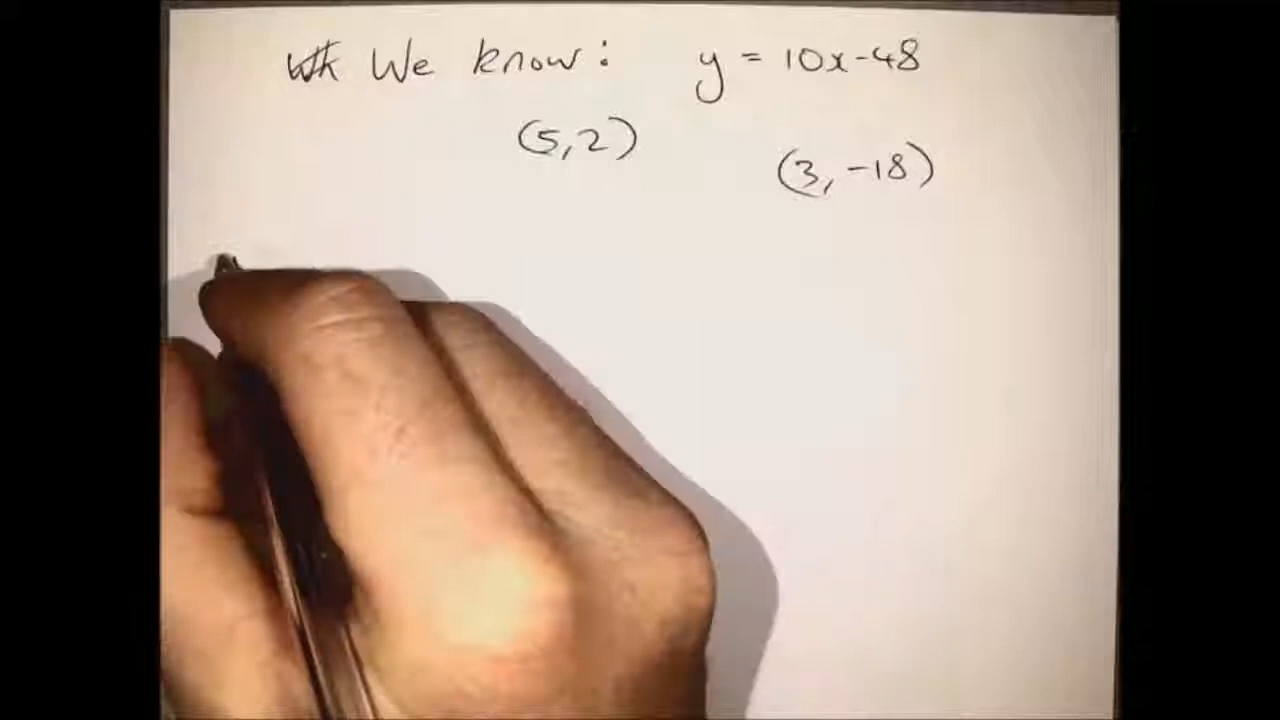 We know: y = 10x-48
(5,2) (3,-18)